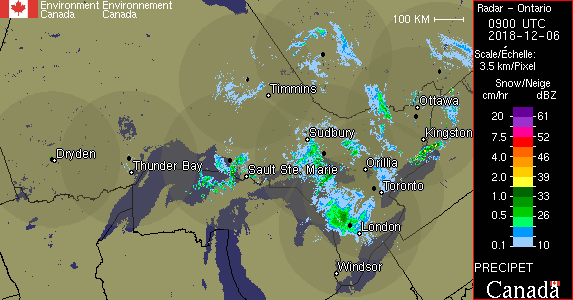 Environment Environnement
Canada Canada
100 KM
Timmins
Ottawa
Sudbury
Kingston
Dryden
Thunder Bay
Sault Ste. Marie
Orillia
Toronto
London
Windsor
Radar - Ontario
0900 UTC
2018-12-06
Scale/Échelle:
3.5 km/Pixel
Snow/Neige
cm/hr dBZ
20 61
7.5 52
4.0 46
2.0 39
1.0 33
0.5 26
0.1 10
PRECIPET
Canada